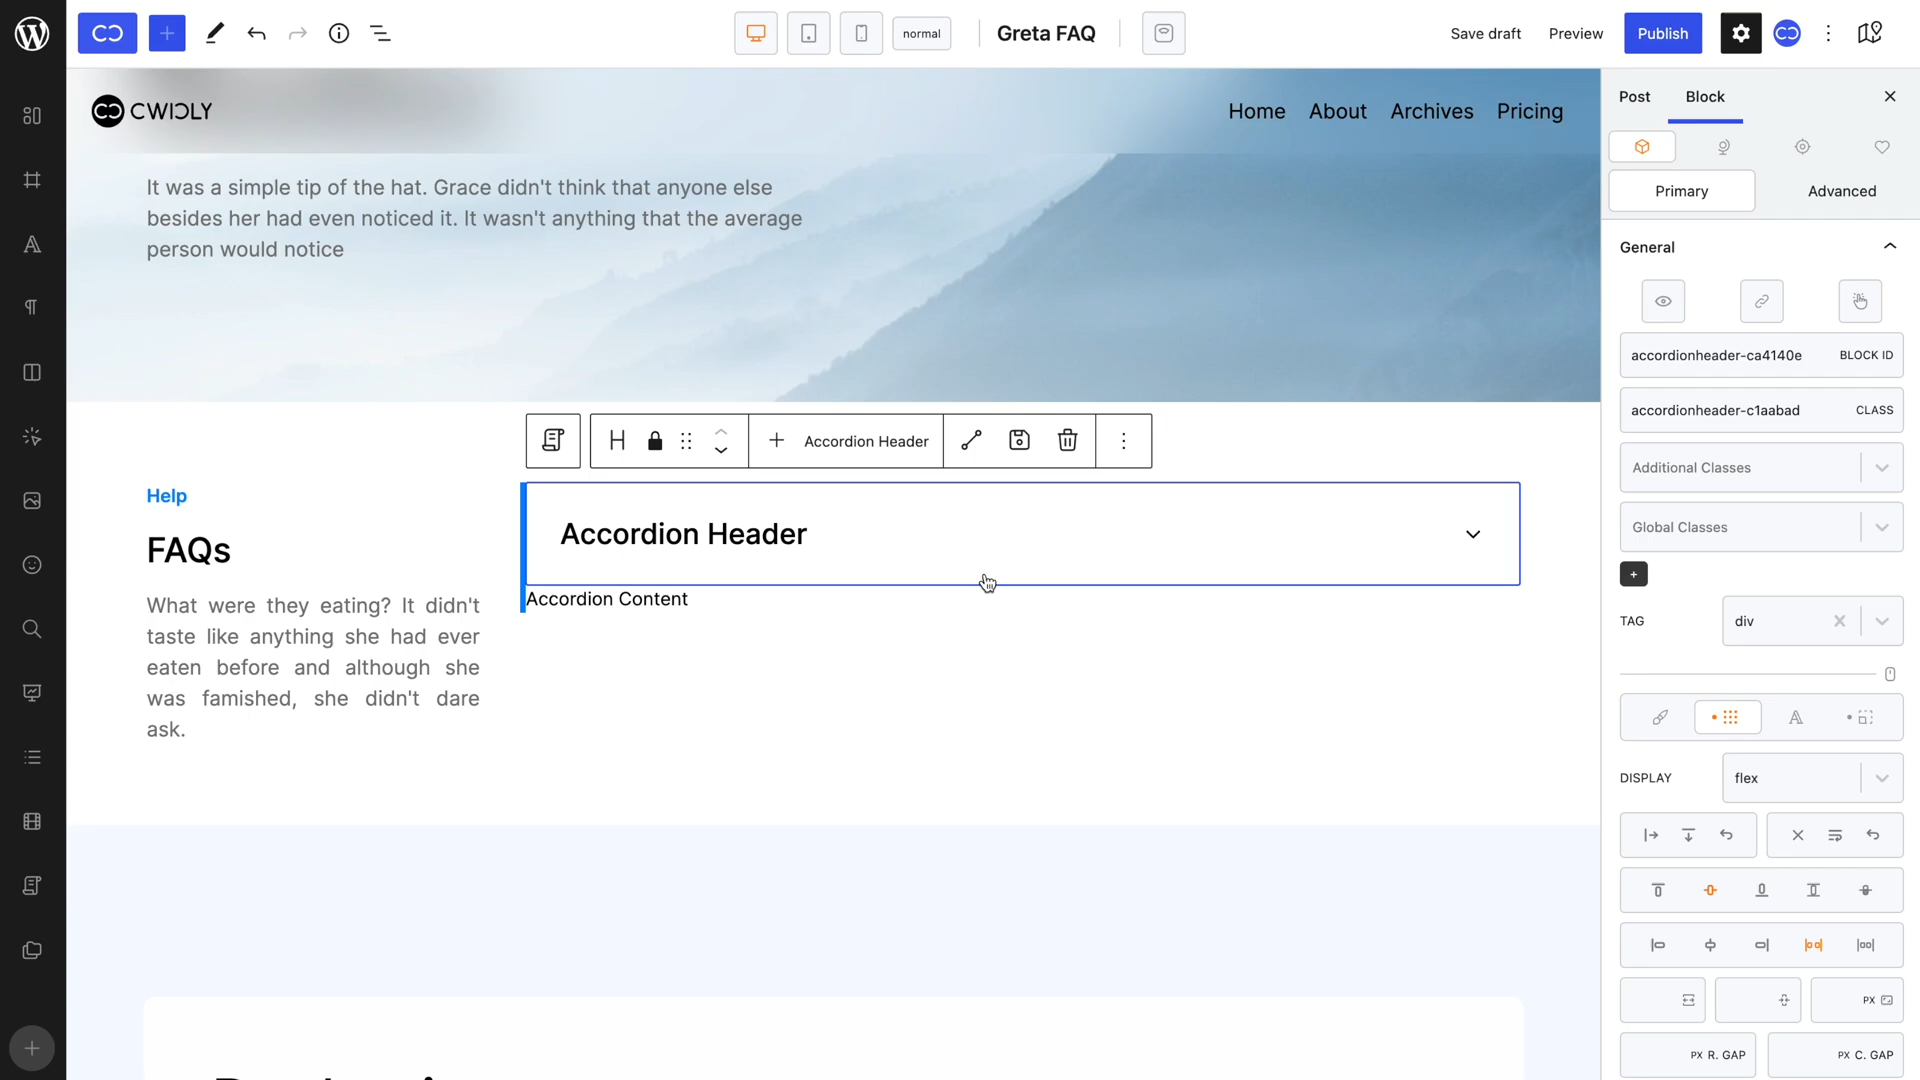 normal
Greta FAQ
Save draft
Preview
Publish
CWICLY
Home
About
Archives
Pricing
It was a simple tip of the hat. Grace didn't think that anyone else
besides her had even noticed it. It wasn't anything that the average
person would notice
Accordion Header
Help
FAQs
What were they eating? It didn't
taste like anything she had ever
eaten before and although she
was famished, she didn't dare
ask.
Accordion Header
Accordion Content
Post
Block
Primary
Advanced
General
accordionheader-ca4140e
BLOCK ID
accordionheader-c1aabad
CLASS
Additional Classes
Global Classes
TAG
div
DISPLAY
flex
PX
PX R. GAP
PX C. GAP